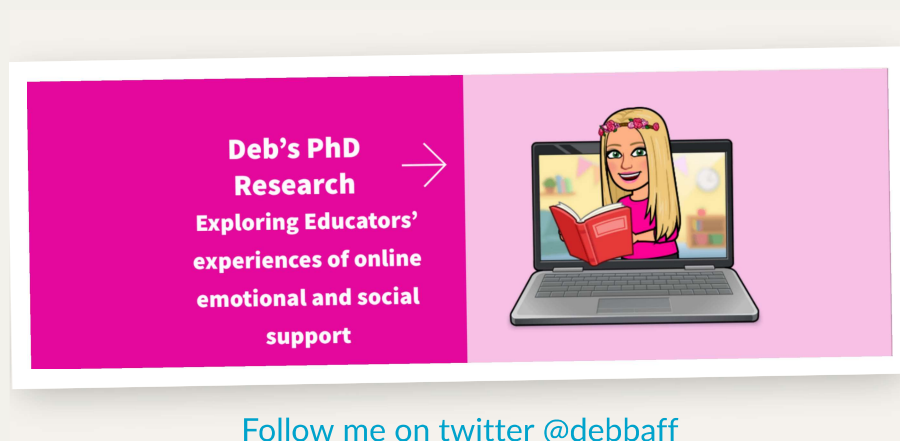 Deb’s PhD
Research
Exploring Educators’
experiences of online
emotional and social
support
Follow me on twitter @debbaff